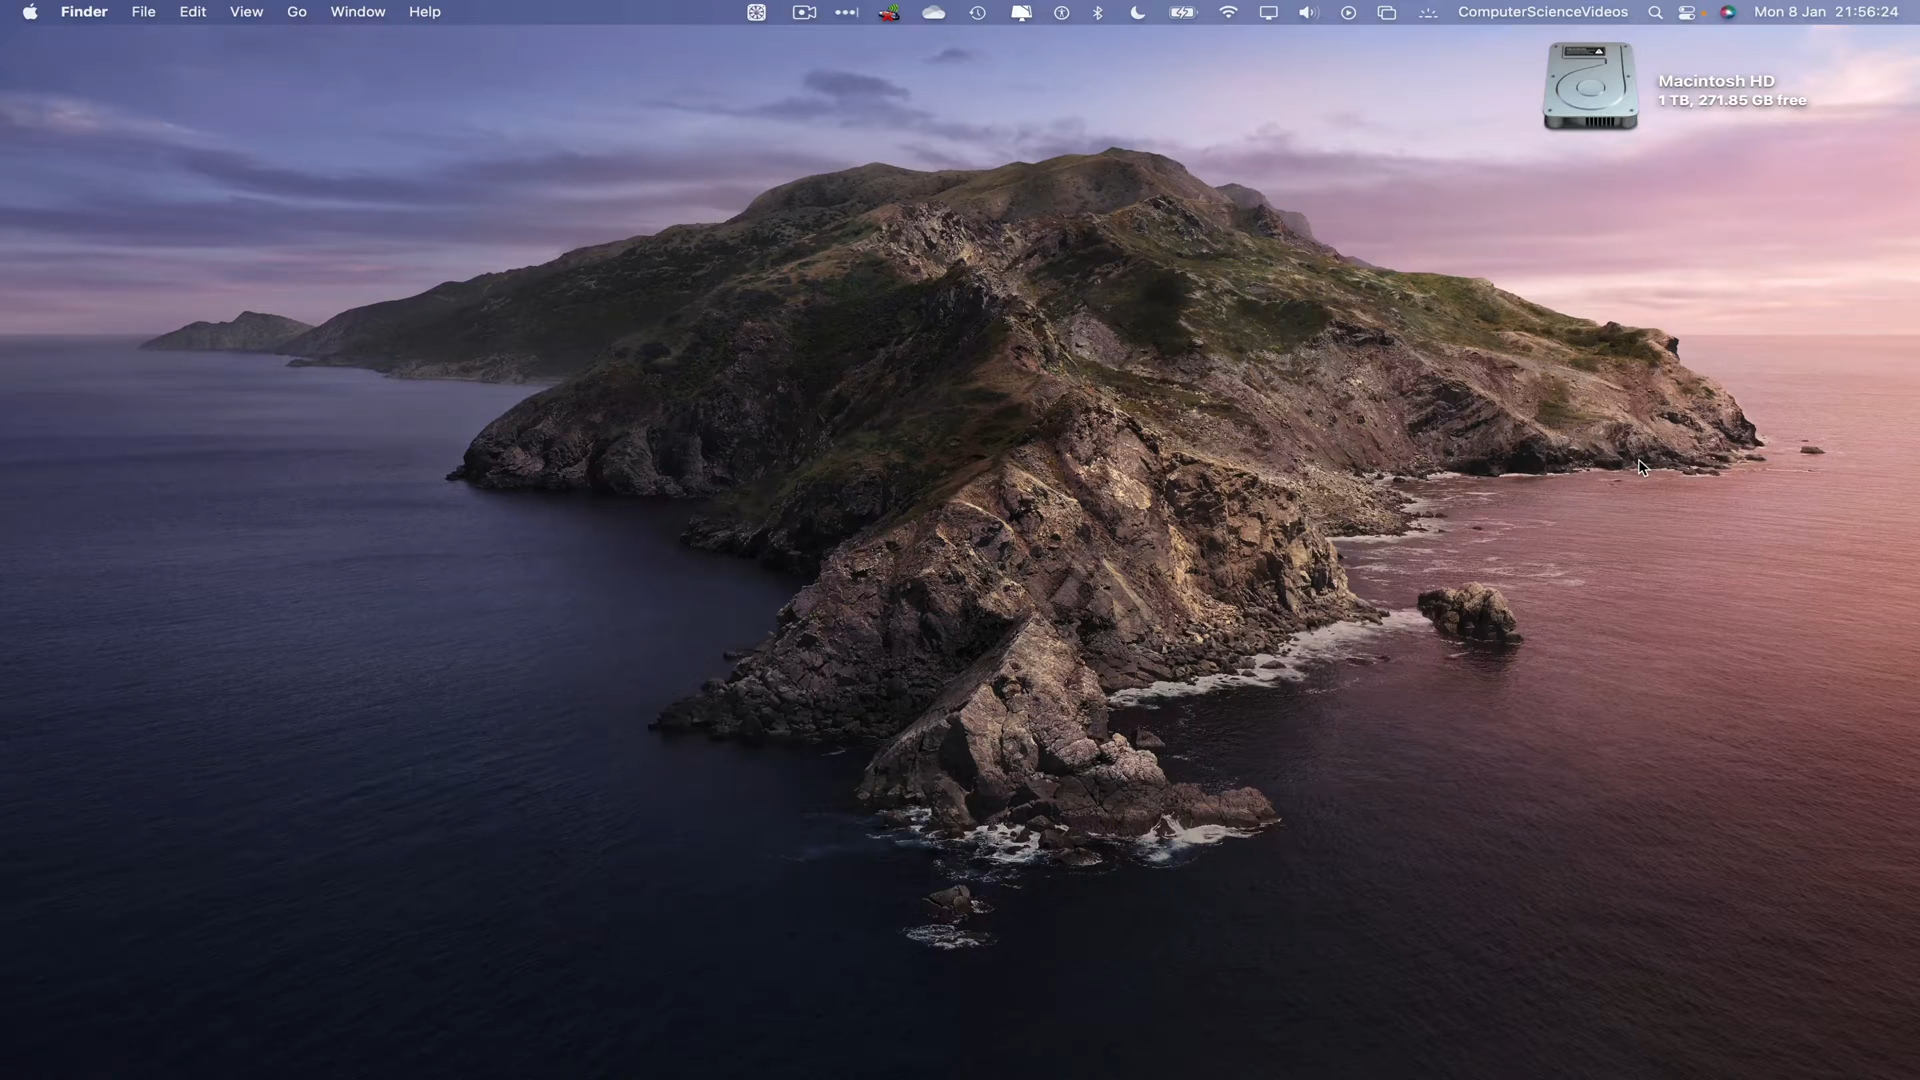 Finder File Edit View Go Window Help ComputerScienceVideos Mon 8 Jan 21:56:24
Macintosh HD
1 TB, 271.85 GB free